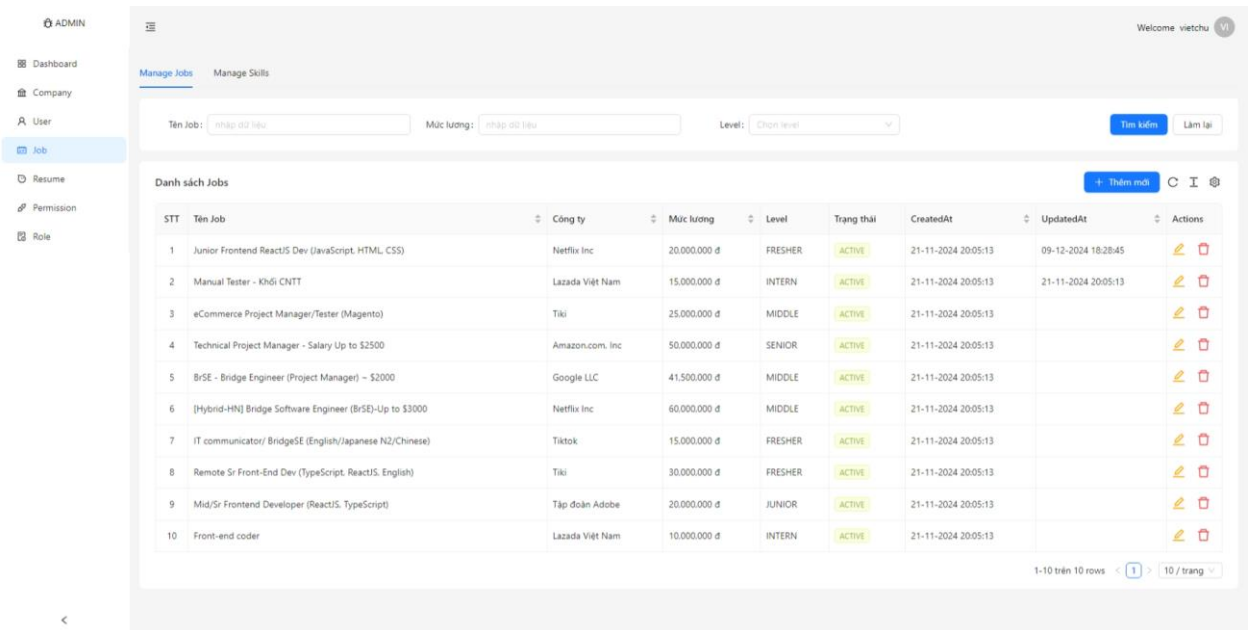 ADMIN
Welcome vietchu VI
Dashboard
Company
User
Job
Resume
Permission
Role
Manage Jobs Manage Skills
Tên Job: nhập dữ liệu Mức lương: nhập dữ liệu Level: Chọn level Tìm kiếm Làm lại
Danh sách Jobs + Thêm mới
STT Tên Job Công ty Mức lương Level Trạng thái CreatedAt UpdatedAt Actions
1 Junior Frontend ReactJS Dev (JavaScript, HTML, CSS) Netflix Inc 20.000.000 đ FRESHER ACTIVE 21-11-2024 20:05:13 09-12-2024 18:28:45
2 Manual Tester - Khối CNTT Lazada Việt Nam 15.000.000 đ INTERN ACTIVE 21-11-2024 20:05:13 21-11-2024 20:05:13
3 eCommerce Project Manager/Tester (Magento) Tiki 25.000.000 đ MIDDLE ACTIVE 21-11-2024 20:05:13
4 Technical Project Manager - Salary Up to $2500 Amazon.com, Inc 50.000.000 đ SENIOR ACTIVE 21-11-2024 20:05:13
5 BrSE - Bridge Engineer (Project Manager) ~ $2000 Google LLC 41,500.000 đ MIDDLE ACTIVE 21-11-2024 20:05:13
6 [Hybrid-HN] Bridge Software Engineer (BrSE)-Up to $3000 Netflix Inc 60.000.000 đ MIDDLE ACTIVE 21-11-2024 20:05:13
7 IT communicator/ BridgeSE (English/Japanese N2/Chinese) Tiktok 15.000.000 đ FRESHER ACTIVE 21-11-2024 20:05:13
8 Remote Sr Front-End Dev (TypeScript, ReactJS, English) Tiki 30.000.000 đ FRESHER ACTIVE 21-11-2024 20:05:13
9 Mid/Sr Frontend Developer (ReactJS, TypeScript) Tập đoàn Adobe 20.000.000 đ JUNIOR ACTIVE 21-11-2024 20:05:13
10 Front-end coder Lazada Việt Nam 10.000.000 đ INTERN ACTIVE 21-11-2024 20:05:13
1-10 trên 10 rows < 1 > 10 / trang